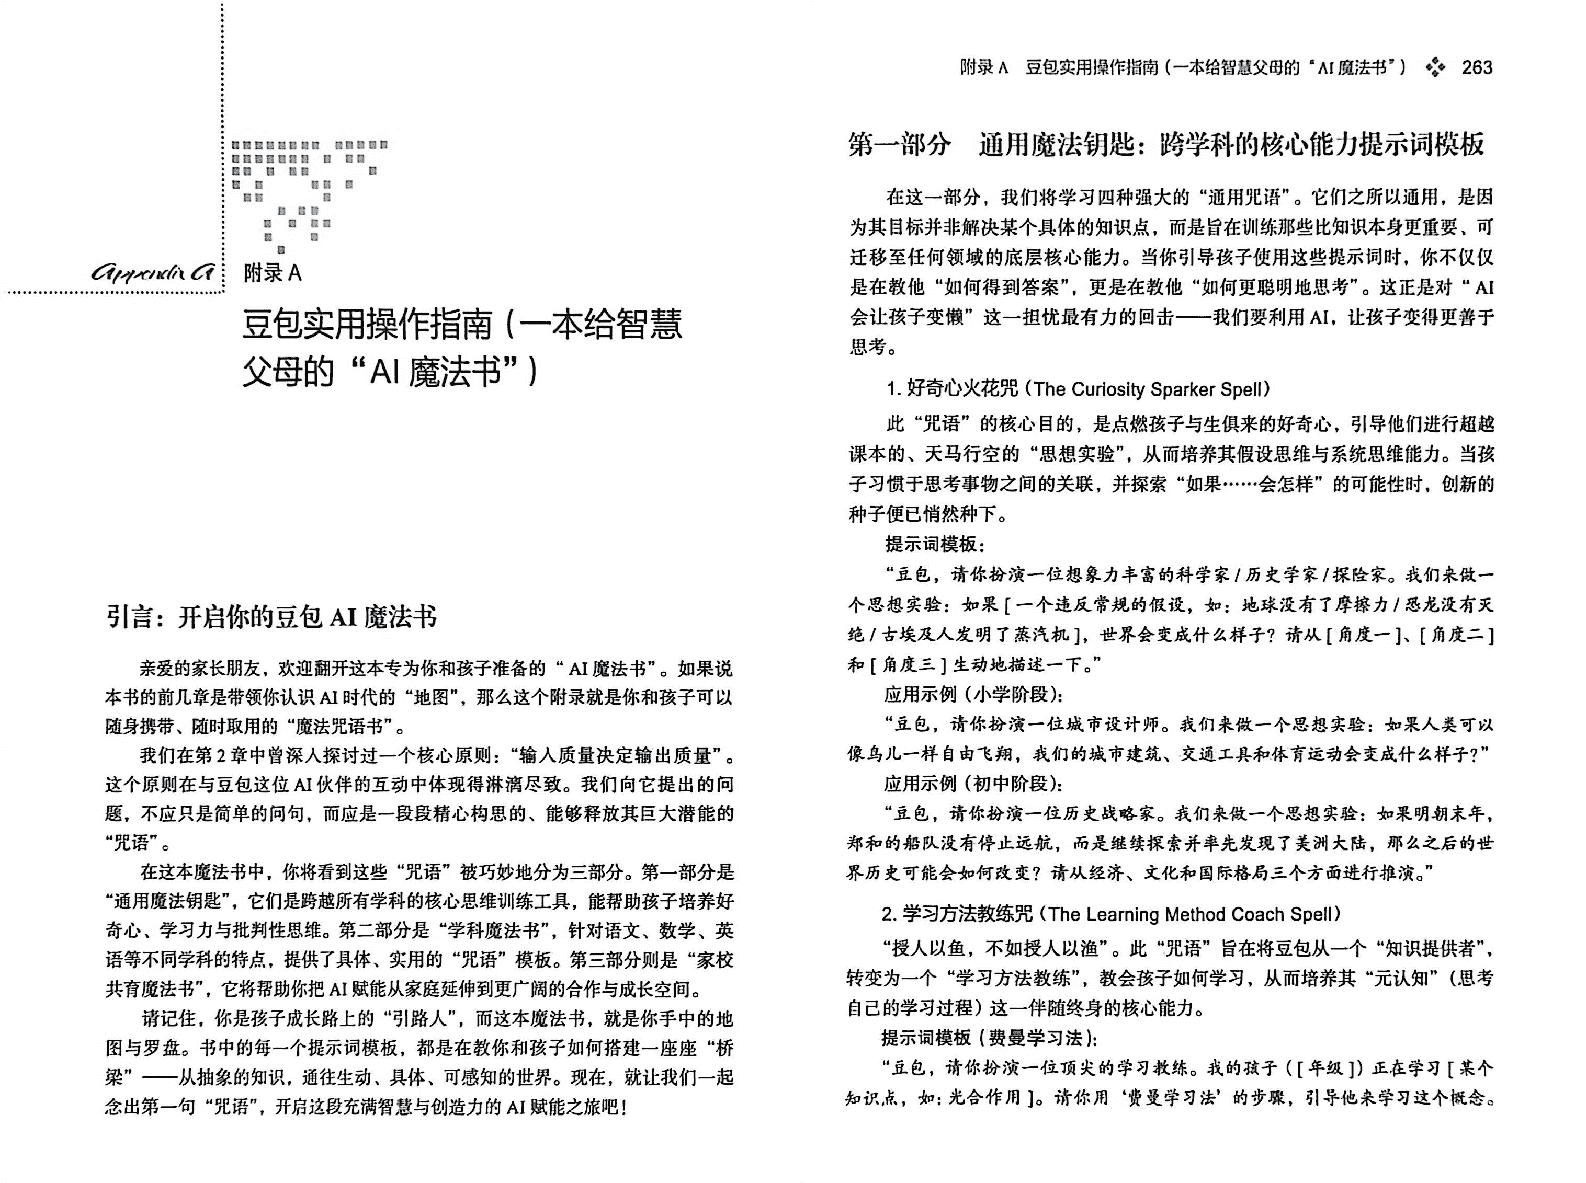 Appendix A
附录 A
豆包实用操作指南（一本给智慧
父母的“AI 魔法书”）
引言：开启你的豆包 AI 魔法书
亲爱的家长朋友，欢迎翻开这本专为你和孩子准备的“AI 魔法书”。如果说
本书的前几章是带领你认识 AI 时代的“地图”，那么这个附录就是你和孩子可以
随身携带、随时取用的“魔法咒语书”。
我们在第 2 章中曾深入探讨过一个核心原则：“输入质量决定输出质量”。
这个原则在与豆包这位 AI 伙伴的互动中体现得淋漓尽致。我们向它提出的问
题，不应只是简单的问句，而应是一段段精心构思的、能够释放其巨大潜能的
“咒语”。
在这本魔法书中，你将看到这些“咒语”被巧妙地分为三部分。第一部分是
“通用魔法钥匙”，它们是跨越所有学科的核心思维训练工具，能帮助孩子培养好
奇心、学习力与批判性思维。第二部分是“学科魔法书”，针对语文、数学、英
语等不同学科的特点，提供了具体、实用的“咒语”模板。第三部分则是“家校
共育魔法书”，它将帮助你把 AI 赋能从家庭延伸到更广阔的合作与成长空间。
请记住，你是孩子成长路上的“引路人”，而这本魔法书，就是你手中的地
图与罗盘。书中的每一个提示词模板，都是在教你和孩子如何搭建一座座“桥
梁”——从抽象的知识，通往生动、具体、可感知的世界。现在，就让我们一起
念出第一句“咒语”，开启这段充满智慧与创造力的 AI 赋能之旅吧！
附录 A 豆包实用操作指南（一本给智慧父母的“AI 魔法书”） 263
第一部分 通用魔法钥匙：跨学科的核心能力提示词模板
在这一部分，我们将学习四种强大的“通用咒语”。它们之所以通用，是因
为其目标并非解决某个具体的知识点，而是旨在训练那些比知识本身更重要、可
迁移至任何领域的底层核心能力。当你引导孩子使用这些提示词时，你不仅仅
是在教他“如何得到答案”，更是在教他“如何更聪明地思考”。这正是对“AI
会让孩子变懒”这一担忧最有力的回击——我们要利用 AI，让孩子变得更善于
思考。
1. 好奇心火花咒（The Curiosity Sparker Spell）
此“咒语”的核心目的，是点燃孩子与生俱来的好奇心，引导他们进行超越
课本的、天马行空的“思想实验”，从而培养其假设思维与系统思维能力。当孩
子习惯于思考事物之间的关联，并探索“如果……会怎样”的可能性时，创新的
种子便已悄然种下。
提示词模板：
“豆包，请你扮演一位想象力丰富的科学家/历史学家/探险家。我们来做一
个思想实验：如果[一个违反常规的假设，如：地球没有了摩擦力/恐龙没有灭
绝/古埃及人发明了蒸汽机]，世界会变成什么样子？请从[角度一]、[角度二]
和[角度三]生动地描述一下。”
应用示例（小学阶段）：
“豆包，请你扮演一位城市设计师。我们来做一个思想实验：如果人类可以
像鸟儿一样自由飞翔，我们的城市建筑、交通工具和体育运动会变成什么样子？”
应用示例（初中阶段）：
“豆包，请你扮演一位历史战略家。我们来做一个思想实验：如果明朝末年，
郑和的船队没有停止远航，而是继续探索并率先发现了美洲大陆，那么之后的世
界历史可能会如何改变？请从经济、文化和国际格局三个方面进行推演。”
2. 学习方法教练咒（The Learning Method Coach Spell）
“授人以鱼，不如授人以渔”。此“咒语”旨在将豆包从一个“知识提供者”，
转变为一个“学习方法教练”，教会孩子如何学习，从而培养其“元认知”（思考
自己的学习过程）这一伴随终身的核心能力。
提示词模板（费曼学习法）：
“豆包，请你扮演一位顶尖的学习教练。我的孩子（[年级]）正在学习[某个
知识点，如：光合作用]。请你用‘费曼学习法’的步骤，引导他来学习这个概念。